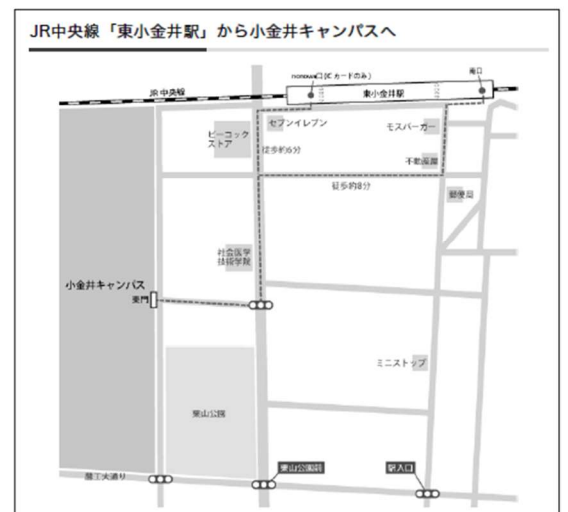 JR中央線「東小金井駅」から小金井キャンパスへ
nonowa口(ICカードのみ)
南口
JR 中央線
東小金井駅
セブンイレブン
モスバーガー
ピーコック
ストア
徒歩約6分
不動産屋
徒歩約8分
郵便局
社会医学
技術学院
小金井キャンパス
東門
ミニストップ
栗山公園
農工大通り
栗山公園前
駅入口